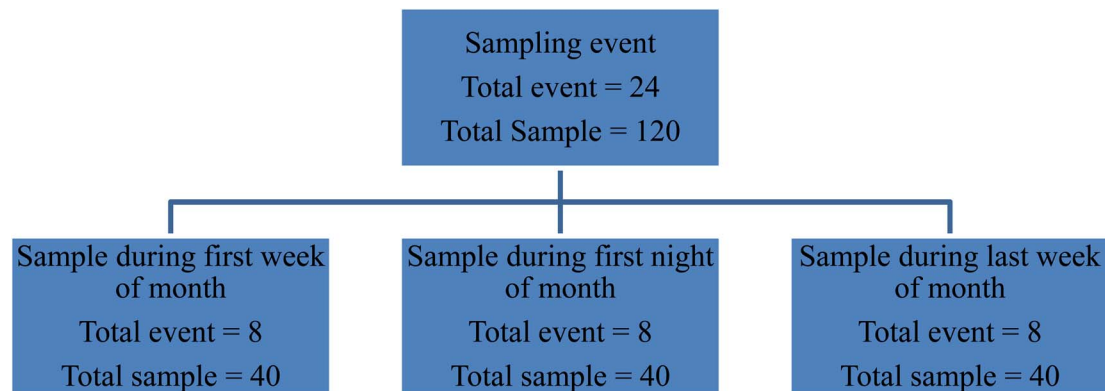 Sampling event
Total event = 24
Total Sample = 120
Sample during first week
of month
Total event = 8
Total sample = 40
Sample during first night
of month
Total event = 8
Total sample = 40
Sample during last week
of month
Total event = 8
Total sample = 40